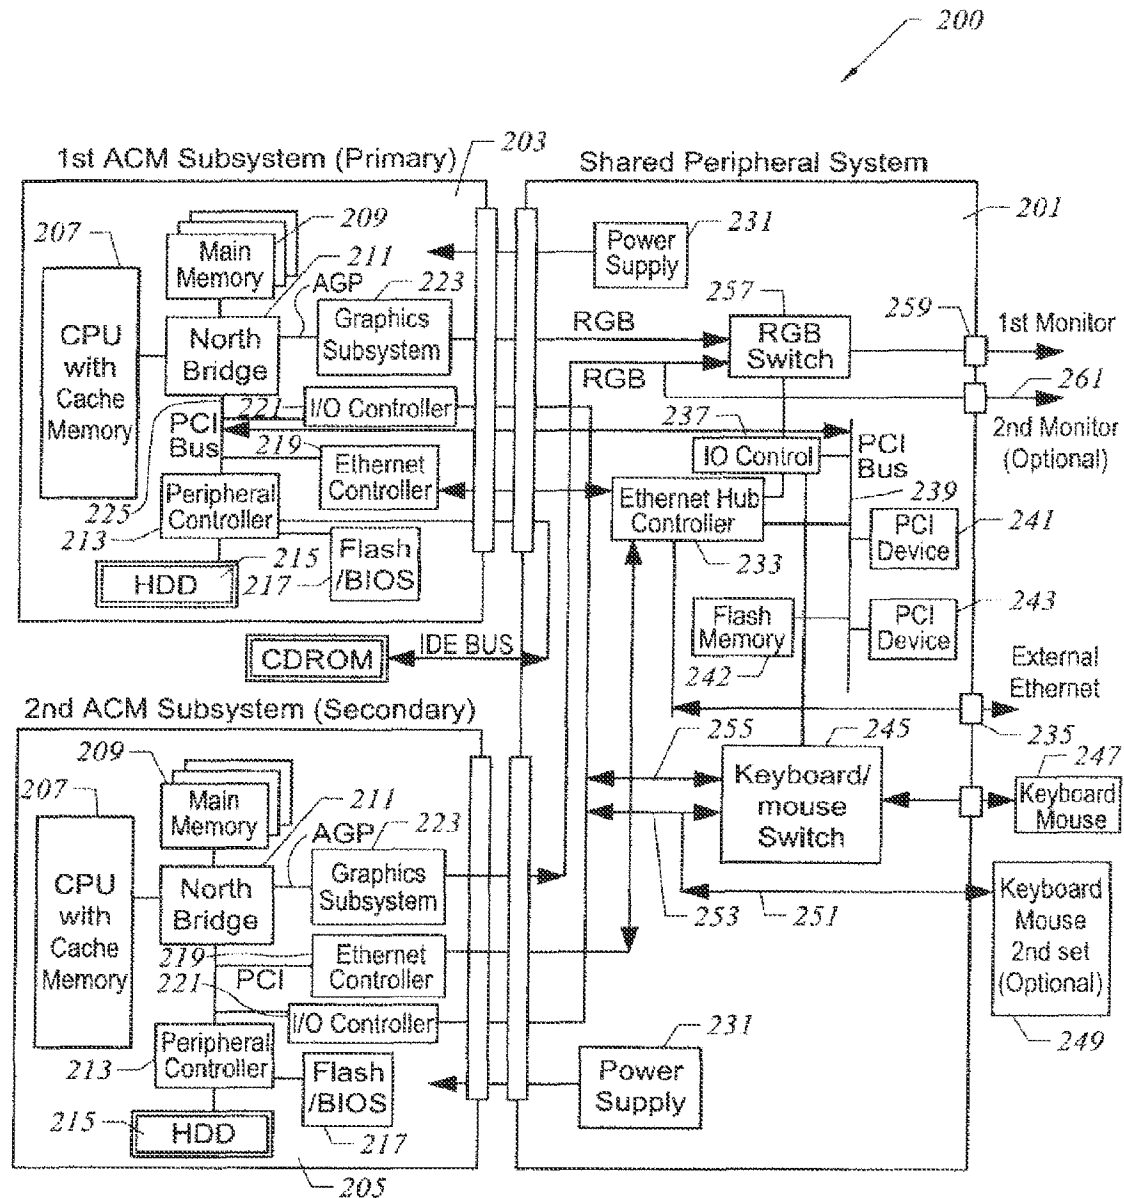 200
1st ACM Subsystem (Primary)
203
Shared Peripheral System
201
207
209
Main
Memory
211
AGP
223
CPU
with
Cache
Memory
North
Bridge
Graphics
Subsystem
221
I/O Controller
PCI
Bus
219
Ethernet
Controller
225
213
Peripheral
Controller
215
HDD
217
Flash
/BIOS
CDROM
IDE BUS
231
Power
Supply
257
RGB
RGB
RGB
Switch
259
1st Monitor
261
2nd Monitor
(Optional)
237
IO Control
PCI
Bus
239
Ethernet Hub
Controller
233
PCI
Device
241
Flash
Memory
242
PCI
Device
243
External
Ethernet
235
2nd ACM Subsystem (Secondary)
207
209
Main
Memory
211
AGP
223
CPU
with
Cache
Memory
North
Bridge
Graphics
Subsystem
219
Ethernet
Controller
PCI
221
I/O Controller
213
Peripheral
Controller
Flash
/BIOS
215
HDD
217
205
255
245
Keyboard/
mouse
Switch
253
251
247
Keyboard
Mouse
Keyboard
Mouse
2nd set
(Optional)
249
231
Power
Supply